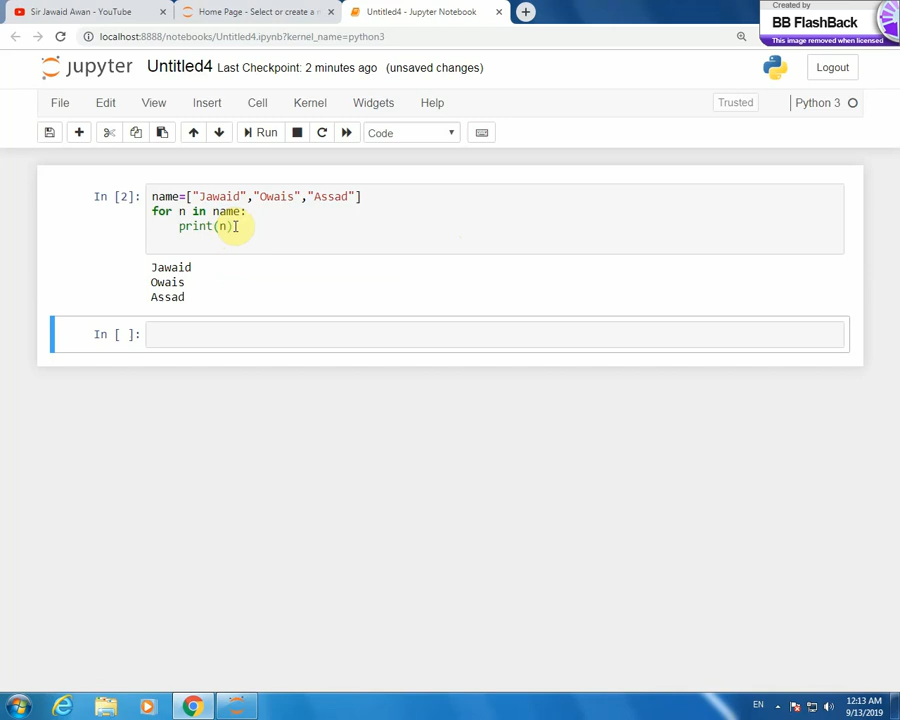 Sir Jawaid Awan - YouTube
Home Page - Select or create a n
Untitled4 - Jupyter Notebook
Created by
BB FlashBack
This image removed when licensed
localhost:8888/notebooks/Untitled4.ipynb?kernel_name=python3
jupyter Untitled4 Last Checkpoint: 2 minutes ago (unsaved changes)
Logout
File Edit View Insert Cell Kernel Widgets Help
Trusted
Python 3
Run
Code
In [2]: name=["Jawaid","Owais","Assad"]
for n in name:
print(n)
Jawaid
Owais
Assad
In [ ]:
EN
12:13 AM
9/13/2019